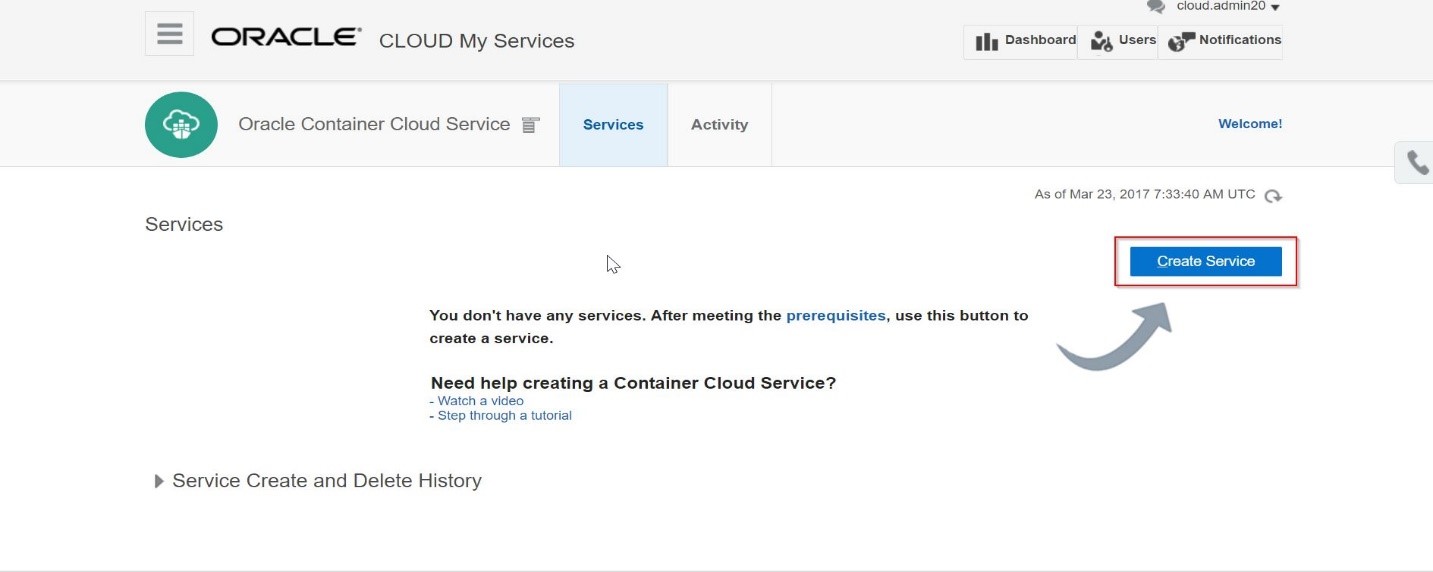 cloud.admin20
ORACLE® CLOUD My Services
Dashboard
Users
Notifications
Oracle Container Cloud Service
Services
Activity
Welcome!
As of Mar 23, 2017 7:33:40 AM UTC
Services
Create Service
You don't have any services. After meeting the prerequisites, use this button to
create a service.
Need help creating a Container Cloud Service?
- Watch a video
- Step through a tutorial
Service Create and Delete History